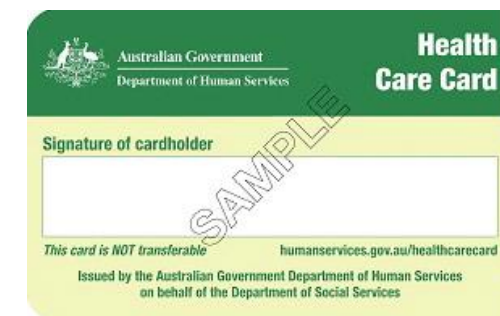 Australian Government
Department of Human Services
Health
Care Card
Signature of cardholder
SAMPLE
This card is NOT transferable
humanservices.gov.au/healthcarecard
Issued by the Australian Government Department of Human Services
on behalf of the Department of Social Services